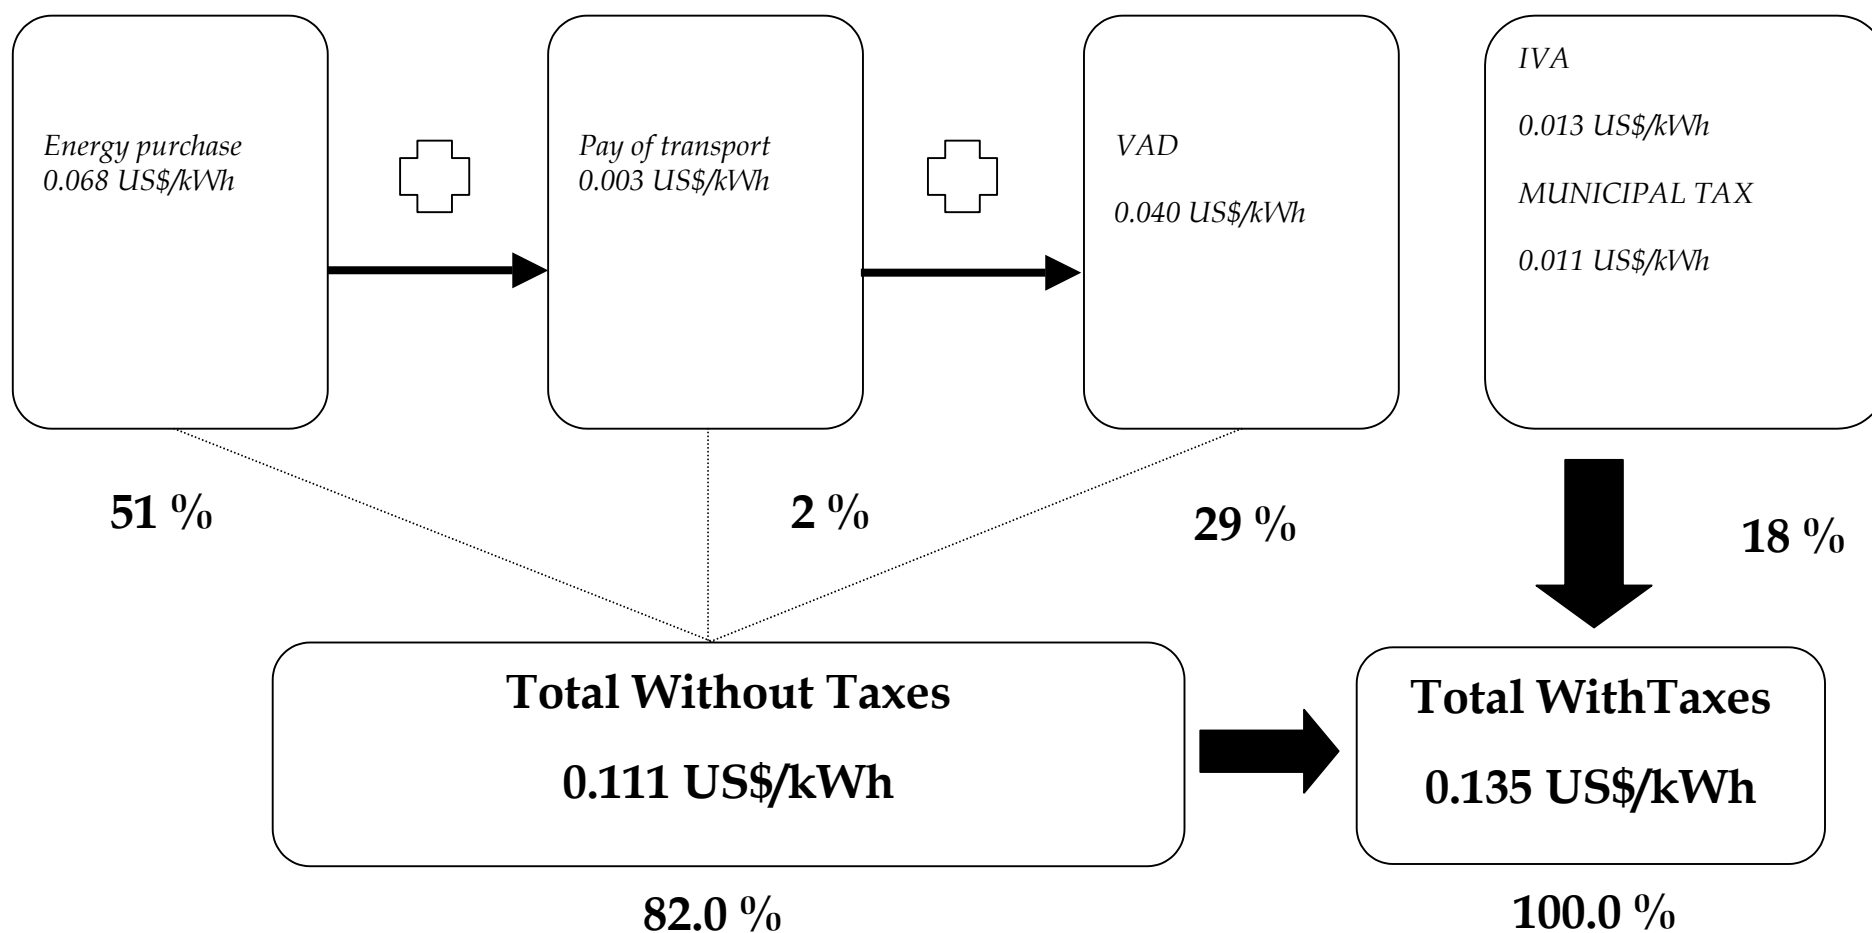 Energy purchase
0.068 US$/kWh
Pay of transport
0.003 US$/kWh
VAD
0.040 US$/kWh
IVA
0.013 US$/kWh
MUNICIPAL TAX
0.011 US$/kWh
51 %
2 %
29 %
18 %
Total Without Taxes
0.111 US$/kWh
Total WithTaxes
0.135 US$/kWh
82.0 %
100.0 %